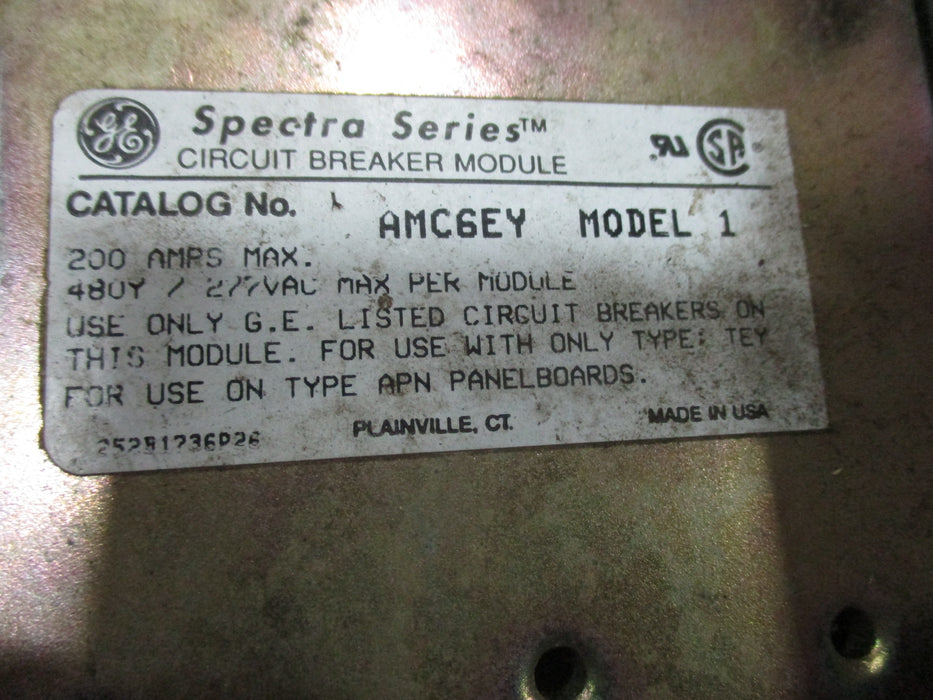 GE Spectra Series™
CIRCUIT BREAKER MODULE
CATALOG No. AMC6EY MODEL 1
200 AMPS MAX.
480Y / 277VAC MAX PER MODULE
USE ONLY G.E. LISTED CIRCUIT BREAKERS ON
THIS MODULE. FOR USE WITH ONLY TYPE: TEY
FOR USE ON TYPE APN PANELBOARDS.
252B1236P26 PLAINVILLE, CT. MADE IN USA